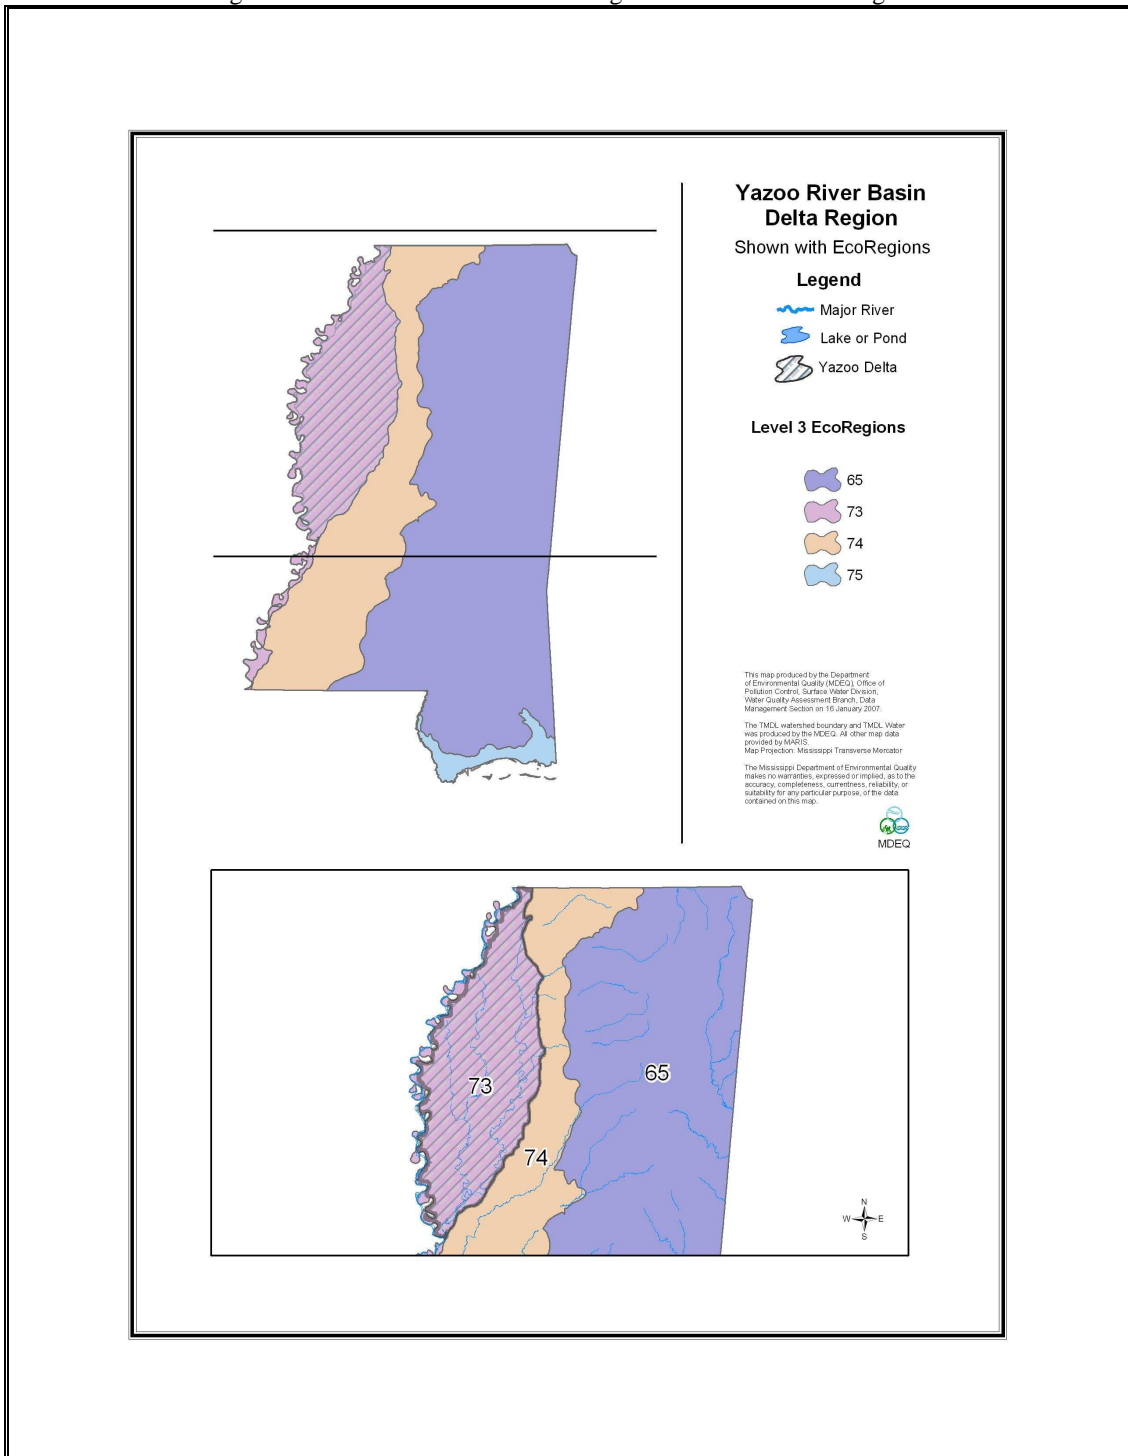 Yazoo River Basin
Delta Region
Shown with EcoRegions
Legend
Major River
Lake or Pond
Yazoo Delta
Level 3 EcoRegions
65
73
74
75
This map produced by the Department
of Environmental Quality (MDEQ), Office of
Pollution Control, Surface Water Division,
Water Quality Assessment Branch, Data
Management Section on 16 January 2007.
The TMDL watershed boundary and TMDL Water
was produced by the MDEQ. All other map data
provided by MARIS.
Map Projection: Mississippi Transverse Mercator
The Mississippi Department of Environmental Quality
makes no warranties, expressed or implied, as to the
accuracy, completeness, currentness, reliability, or
suitability for any particular purpose, of the data
contained on this map.
MDEQ
73
65
74
N
W E
S